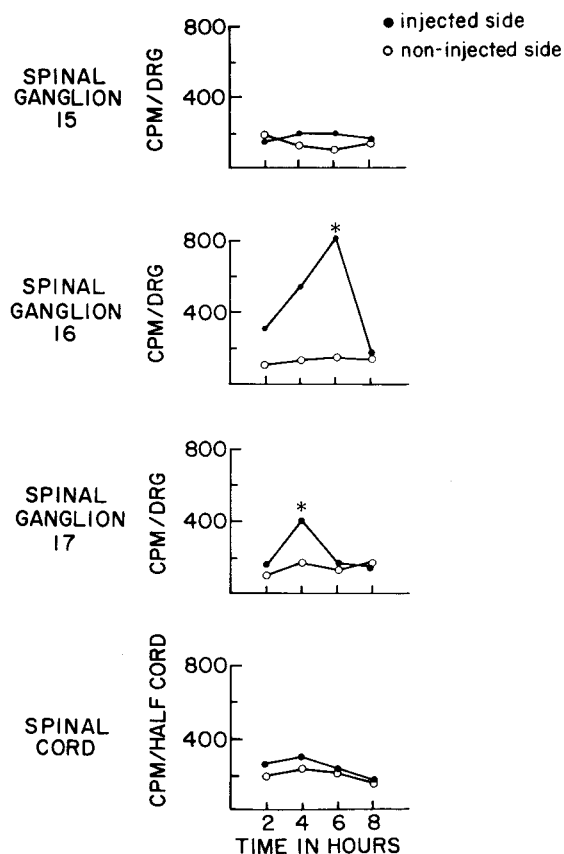 ● injected side
○ non-injected side
SPINAL
GANGLION
15
CPM/DRG
800
400
SPINAL
GANGLION
16
CPM/DRG
800
400
*
SPINAL
GANGLION
17
CPM/DRG
800
400
*
SPINAL
CORD
CPM/HALF CORD
800
400
2 4 6 8
TIME IN HOURS